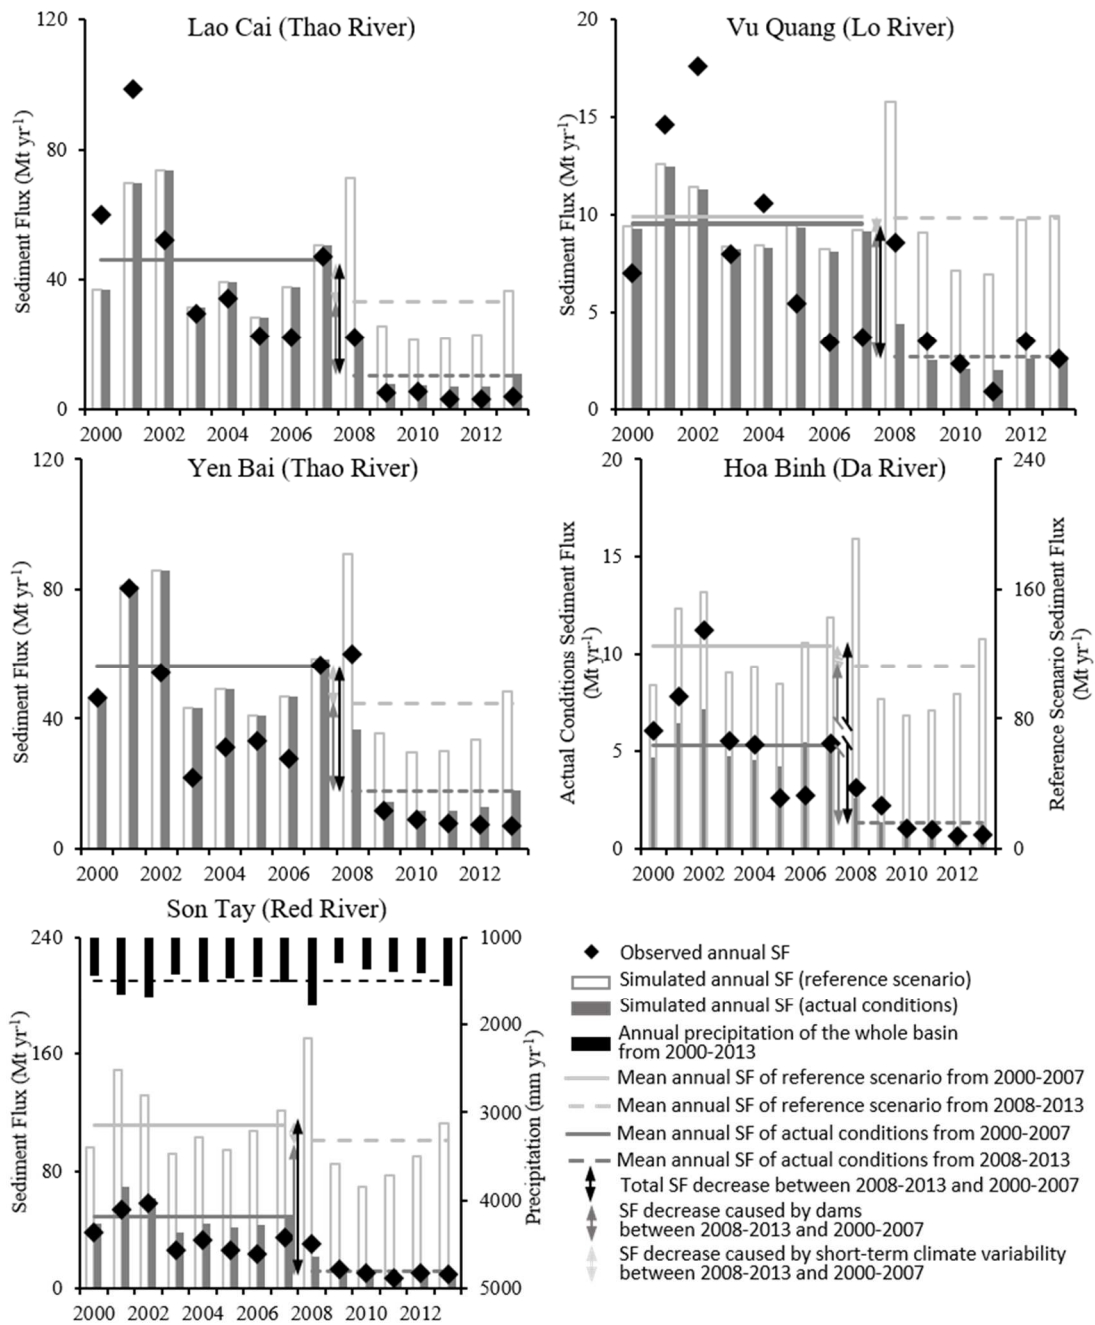 Lao Cai (Thao River)
Sediment Flux (Mt yr-1)
120
80
40
0
2000 2002 2004 2006 2008 2010 2012
Vu Quang (Lo River)
Sediment Flux (Mt yr-1)
20
15
10
5
0
2000 2002 2004 2006 2008 2010 2012
Yen Bai (Thao River)
Sediment Flux (Mt yr-1)
120
80
40
0
2000 2002 2004 2006 2008 2010 2012
Hoa Binh (Da River)
Actual Conditions Sediment Flux
(Mt yr-1)
20
15
10
5
0
240
160
80
0
Reference Scenario Sediment Flux
(Mt yr-1)
2000 2002 2004 2006 2008 2010 2012
Son Tay (Red River)
Sediment Flux (Mt yr-1)
240
160
80
0
1000
2000
3000
4000
5000
Precipitation (mm yr-1)
2000 2002 2004 2006 2008 2010 2012
Observed annual SF
Simulated annual SF (reference scenario)
Simulated annual SF (actual conditions)
Annual precipitation of the whole basin
from 2000-2013
Mean annual SF of reference scenario from 2000-2007
Mean annual SF of reference scenario from 2008-2013
Mean annual SF of actual conditions from 2000-2007
Mean annual SF of actual conditions from 2008-2013
Total SF decrease between 2008-2013 and 2000-2007
SF decrease caused by dams
between 2008-2013 and 2000-2007
SF decrease caused by short-term climate variability
between 2008-2013 and 2000-2007